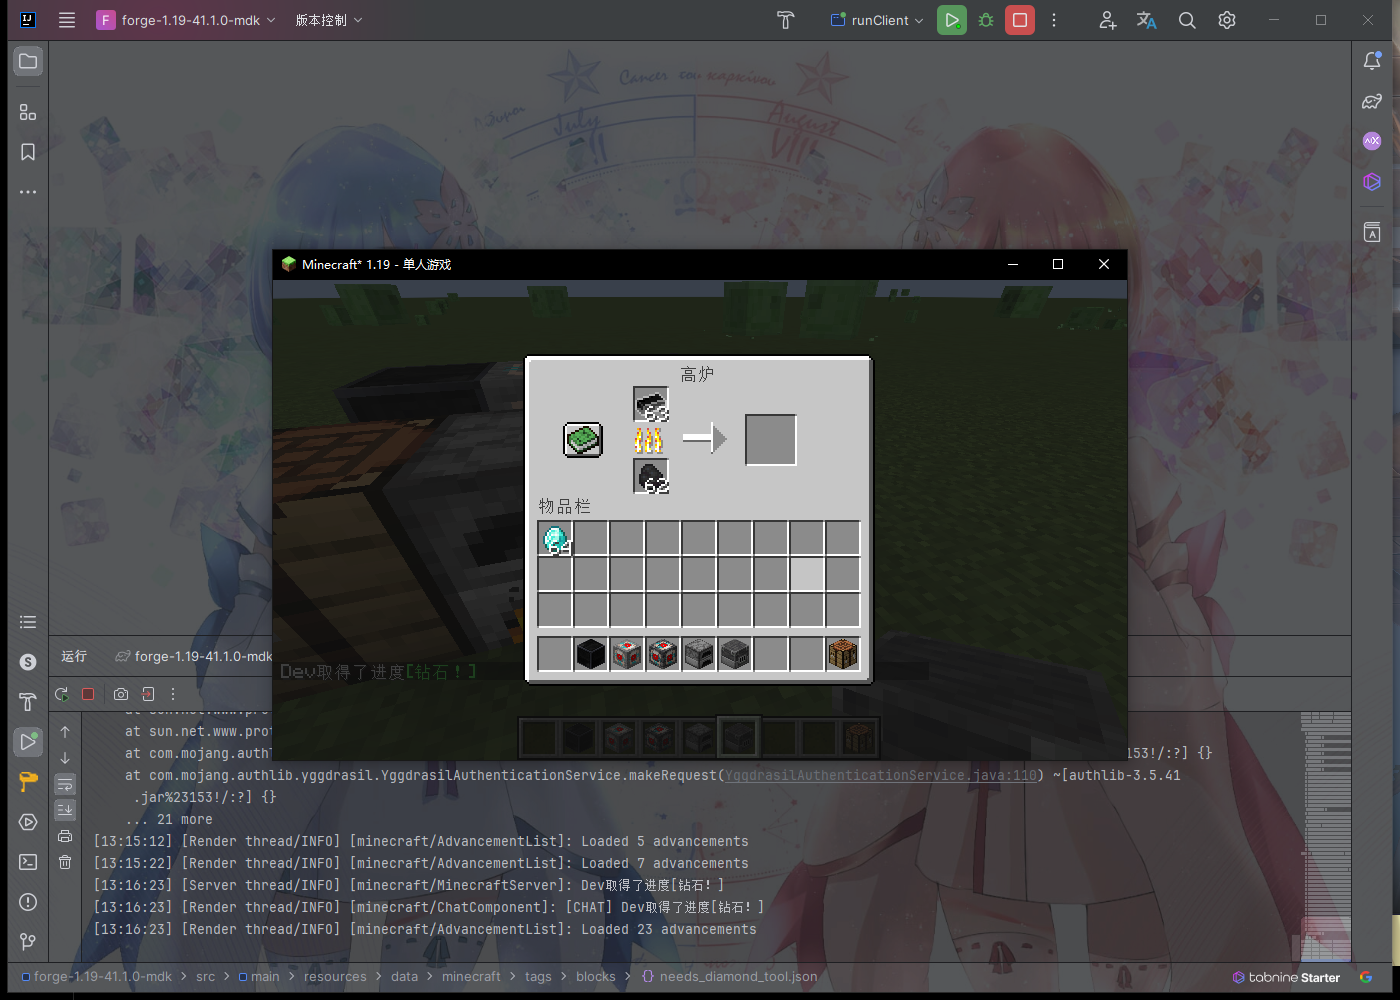 F forge-1.19-41.1.0-mdk 版本控制 runClient
Cancer του καρκίνου
July
August
VII
VIII
Minecraft* 1.19 - 单人游戏
高炉
63
62
物品栏
64
Dev取得了进度[钻石！]
运行 forge-1.19-41.1.0-mdk
at sun.net.www.pro
at com.mojang.authl 153!/:?] {}
at com.mojang.authlib.yggdrasil.YggdrasilAuthenticationService.makeRequest(YggdrasilAuthenticationService.java:110) ~[authlib-3.5.41
.jar%23153!/:?] {}
... 21 more
[13:15:12] [Render thread/INFO] [minecraft/AdvancementList]: Loaded 5 advancements
[13:15:22] [Render thread/INFO] [minecraft/AdvancementList]: Loaded 7 advancements
[13:16:23] [Server thread/INFO] [minecraft/MinecraftServer]: Dev取得了进度[钻石！]
[13:16:23] [Render thread/INFO] [minecraft/ChatComponent]: [CHAT] Dev取得了进度[钻石！]
[13:16:23] [Render thread/INFO] [minecraft/AdvancementList]: Loaded 23 advancements
forge-1.19-41.1.0-mdk > src > main > resources > data > minecraft > tags > blocks > {} needs_diamond_tool.json
tabnine Starter